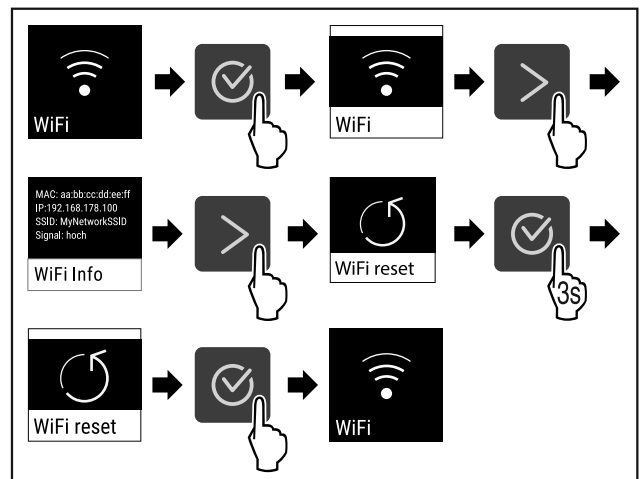 WiFi
WiFi
MAC: aa:bb:cc:dd:ee:ff
IP:192.168.178.100
SSID: MyNetworkSSID
Signal: hoch
WiFi Info
WiFi reset
3s
WiFi reset
WiFi